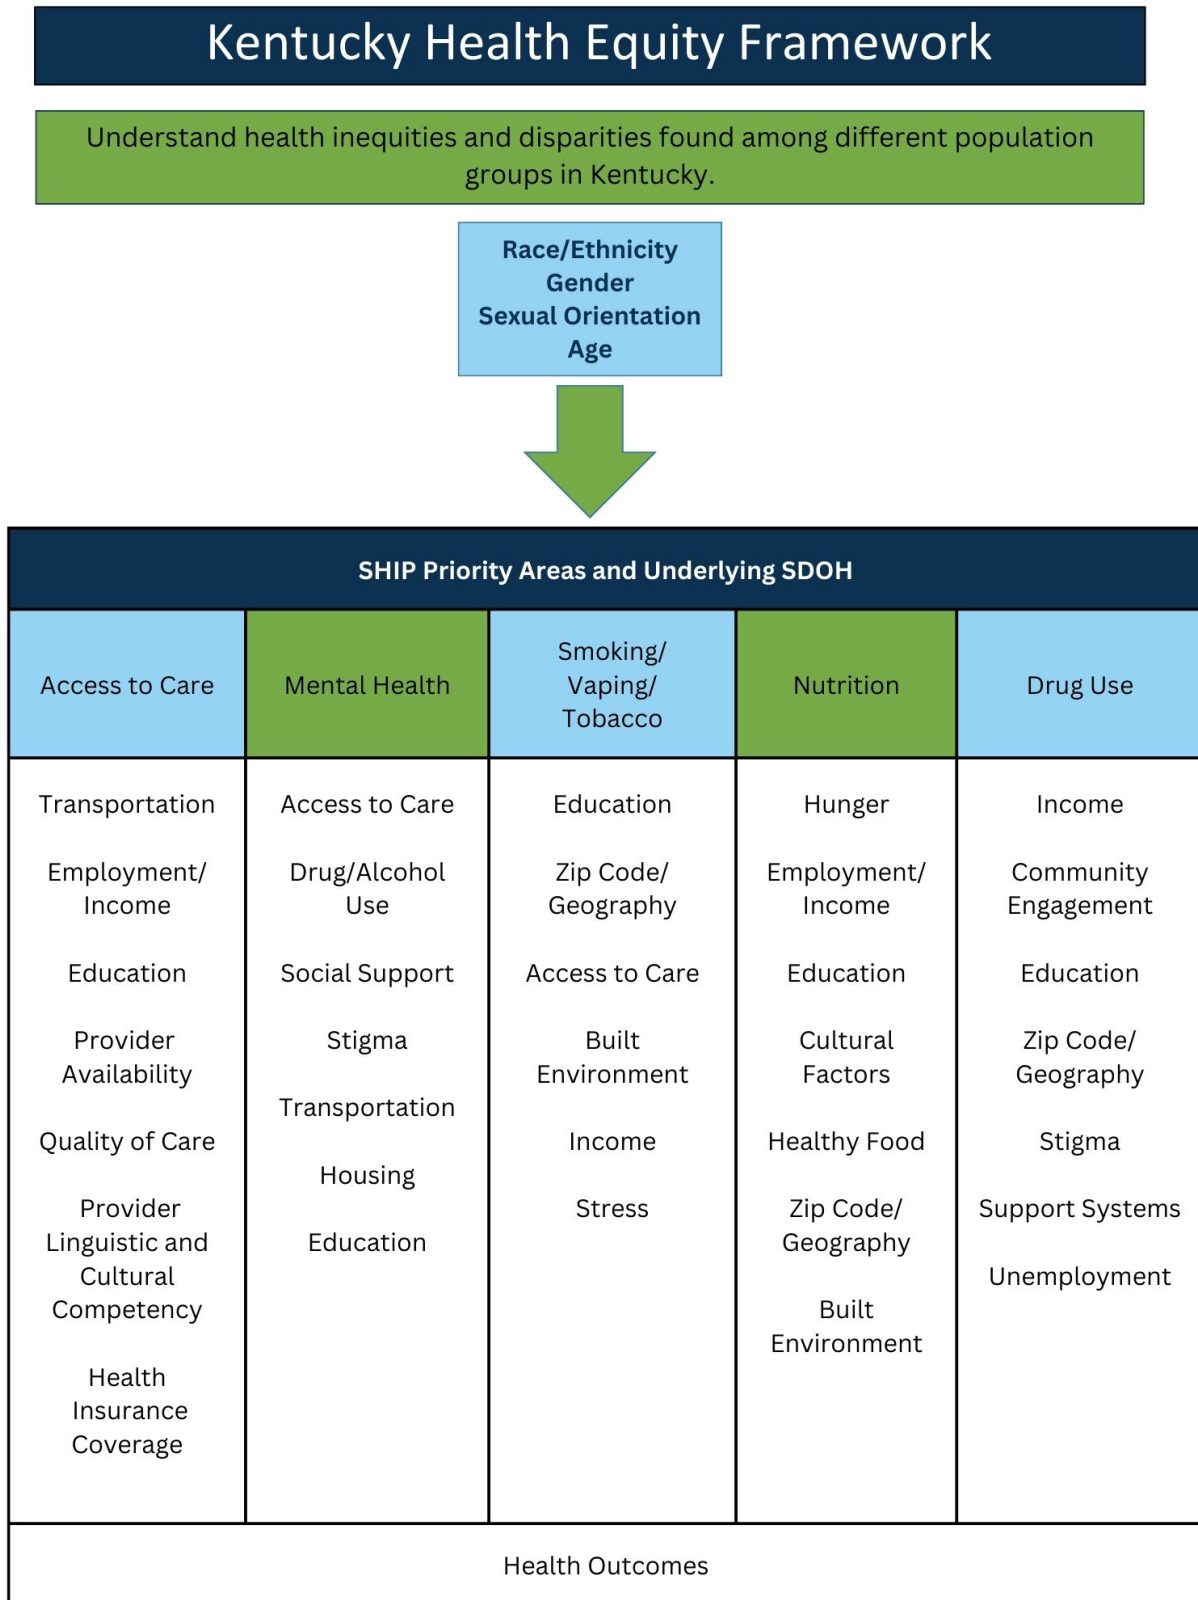 Kentucky Health Equity Framework
Understand health inequities and disparities found among different population
groups in Kentucky.
Race/Ethnicity
Gender
Sexual Orientation
Age
SHIP Priority Areas and Underlying SDOH
Access to Care
Mental Health
Smoking/
Vaping/
Tobacco
Nutrition
Drug Use
Transportation
Employment/
Income
Education
Provider
Availability
Quality of Care
Provider
Linguistic and
Cultural
Competency
Health
Insurance
Coverage
Access to Care
Drug/Alcohol
Use
Social Support
Stigma
Transportation
Housing
Education
Education
Zip Code/
Geography
Access to Care
Built
Environment
Income
Stress
Hunger
Employment/
Income
Education
Cultural
Factors
Healthy Food
Zip Code/
Geography
Built
Environment
Income
Community
Engagement
Education
Zip Code/
Geography
Stigma
Support Systems
Unemployment
Health Outcomes